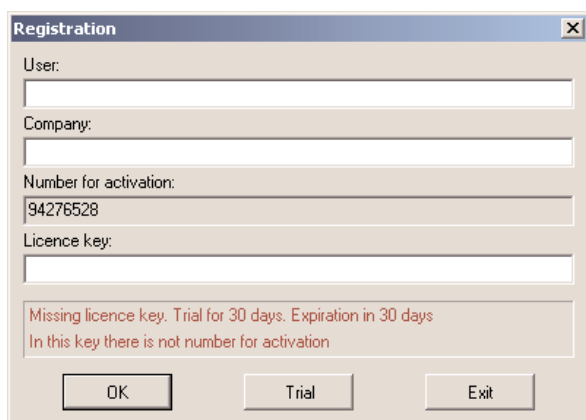 Registration
User:
Company:
Number for activation:
94276528
Licence key:
Missing licence key. Trial for 30 days. Expiration in 30 days
In this key there is not number for activation
OK Trial Exit